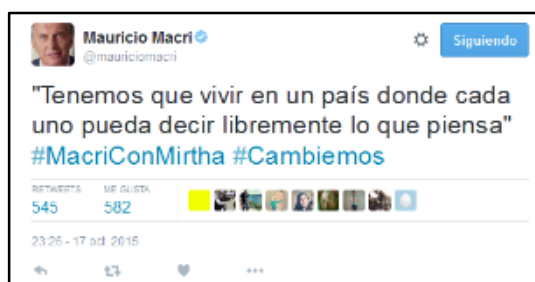 Mauricio Macri
@mauriciomacri
Siguiendo
"Tenemos que vivir en un país donde cada
uno pueda decir libremente lo que piensa"
#MacriConMirtha #Cambiemos
RETWEETS ME GUSTA
545 582
23:26 - 17 oct. 2015